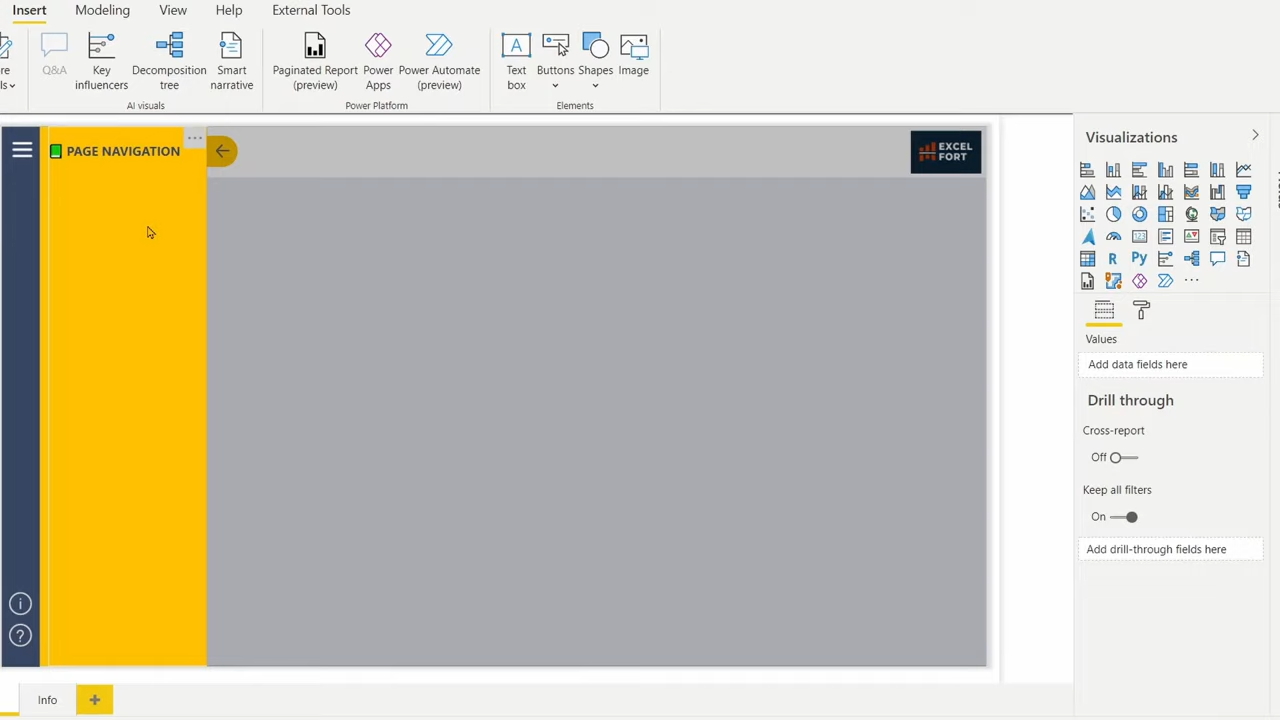 Insert
Modeling
View
Help
External Tools
Q&A
Key
influencers
Decomposition
tree
Smart
narrative
AI visuals
Paginated Report
(preview)
Power
Apps
Power Automate
(preview)
Power Platform
Text
box
Buttons
Shapes
Image
Elements
PAGE NAVIGATION
EXCEL
FORT
Visualizations
123
R
Py
Values
Add data fields here
Drill through
Cross-report
Off
Keep all filters
On
Add drill-through fields here
Info